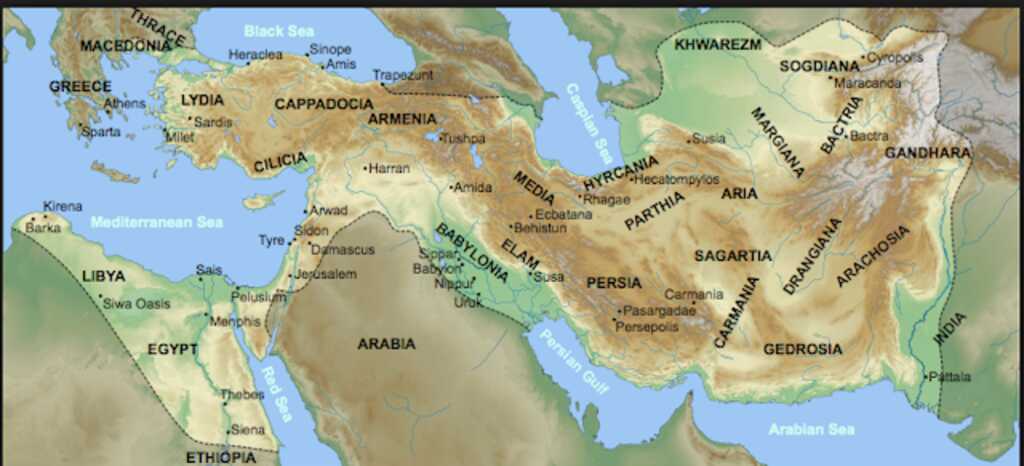 THRACE
Black Sea
KHWAREZM
MACEDONIA
Heraclea
Sinope
Amis
SOGDIANA
Cyropolis
GREECE
Trapezunt
Maracanda
Athens
LYDIA
CAPPADOCIA
Caspian Sea
Sparta
Sardis
ARMENIA
MARGIANA
BACTRIA
Milet
Tushpa
Susia
Bactra
CILICIA
Harran
HYRCANIA
GANDHARA
Amida
MEDIA
Rhagae
Hecatompylos
ARIA
Kirena
Barka
Mediterranean Sea
Arwad
Ecbatana
Behistun
PARTHIA
Sidon
Tyre
Damascus
BABYLONIA
ELAM
Sippar
Babylon
Nippur
Uruk
Susa
SAGARTIA
DRANGIANA
ARACHOSIA
LIBYA
Sais
Jerusalem
PERSIA
Siwa Oasis
Pelusium
Carmania
CARMANIA
Memphis
Pasargadae
Persepolis
EGYPT
ARABIA
Persian Gulf
GEDROSIA
INDIA
Red Sea
Pattala
Thebes
Siena
Arabian Sea
ETHIOPIA